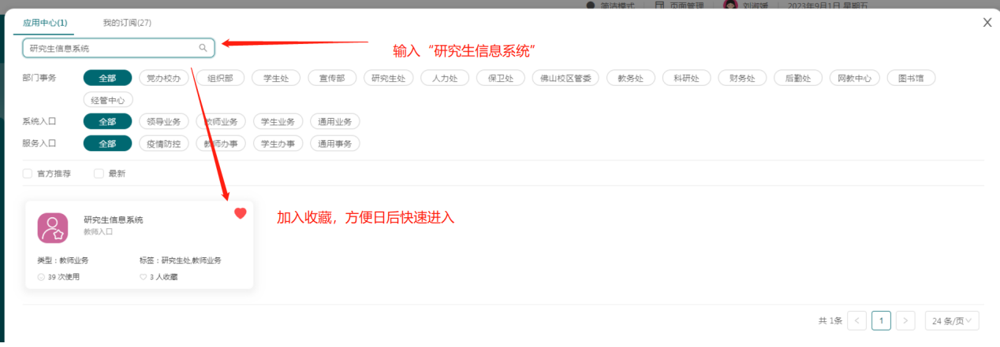 简洁模式 页面管理 刘淑媛 2023年9月1日 星期五
应用中心(1) 我的订阅(27) X
研究生信息系统
输入“研究生信息系统”
部门事务 全部 党办校办 组织部 学生处 宣传部 研究生处 人力处 保卫处 佛山校区管委 教务处 科研处 财务处 后勤处 网教中心 图书馆
经管中心
系统入口 全部 领导业务 教师业务 学生业务 通用业务
服务入口 全部 疫情防控 教师办事 学生办事 通用事务
官方推荐 最新
研究生信息系统
教师入口
加入收藏，方便日后快速进入
类型：教师业务 标签：研究生处,教师业务
39 次使用 3 人收藏
共 1条 < 1 > 24 条/页